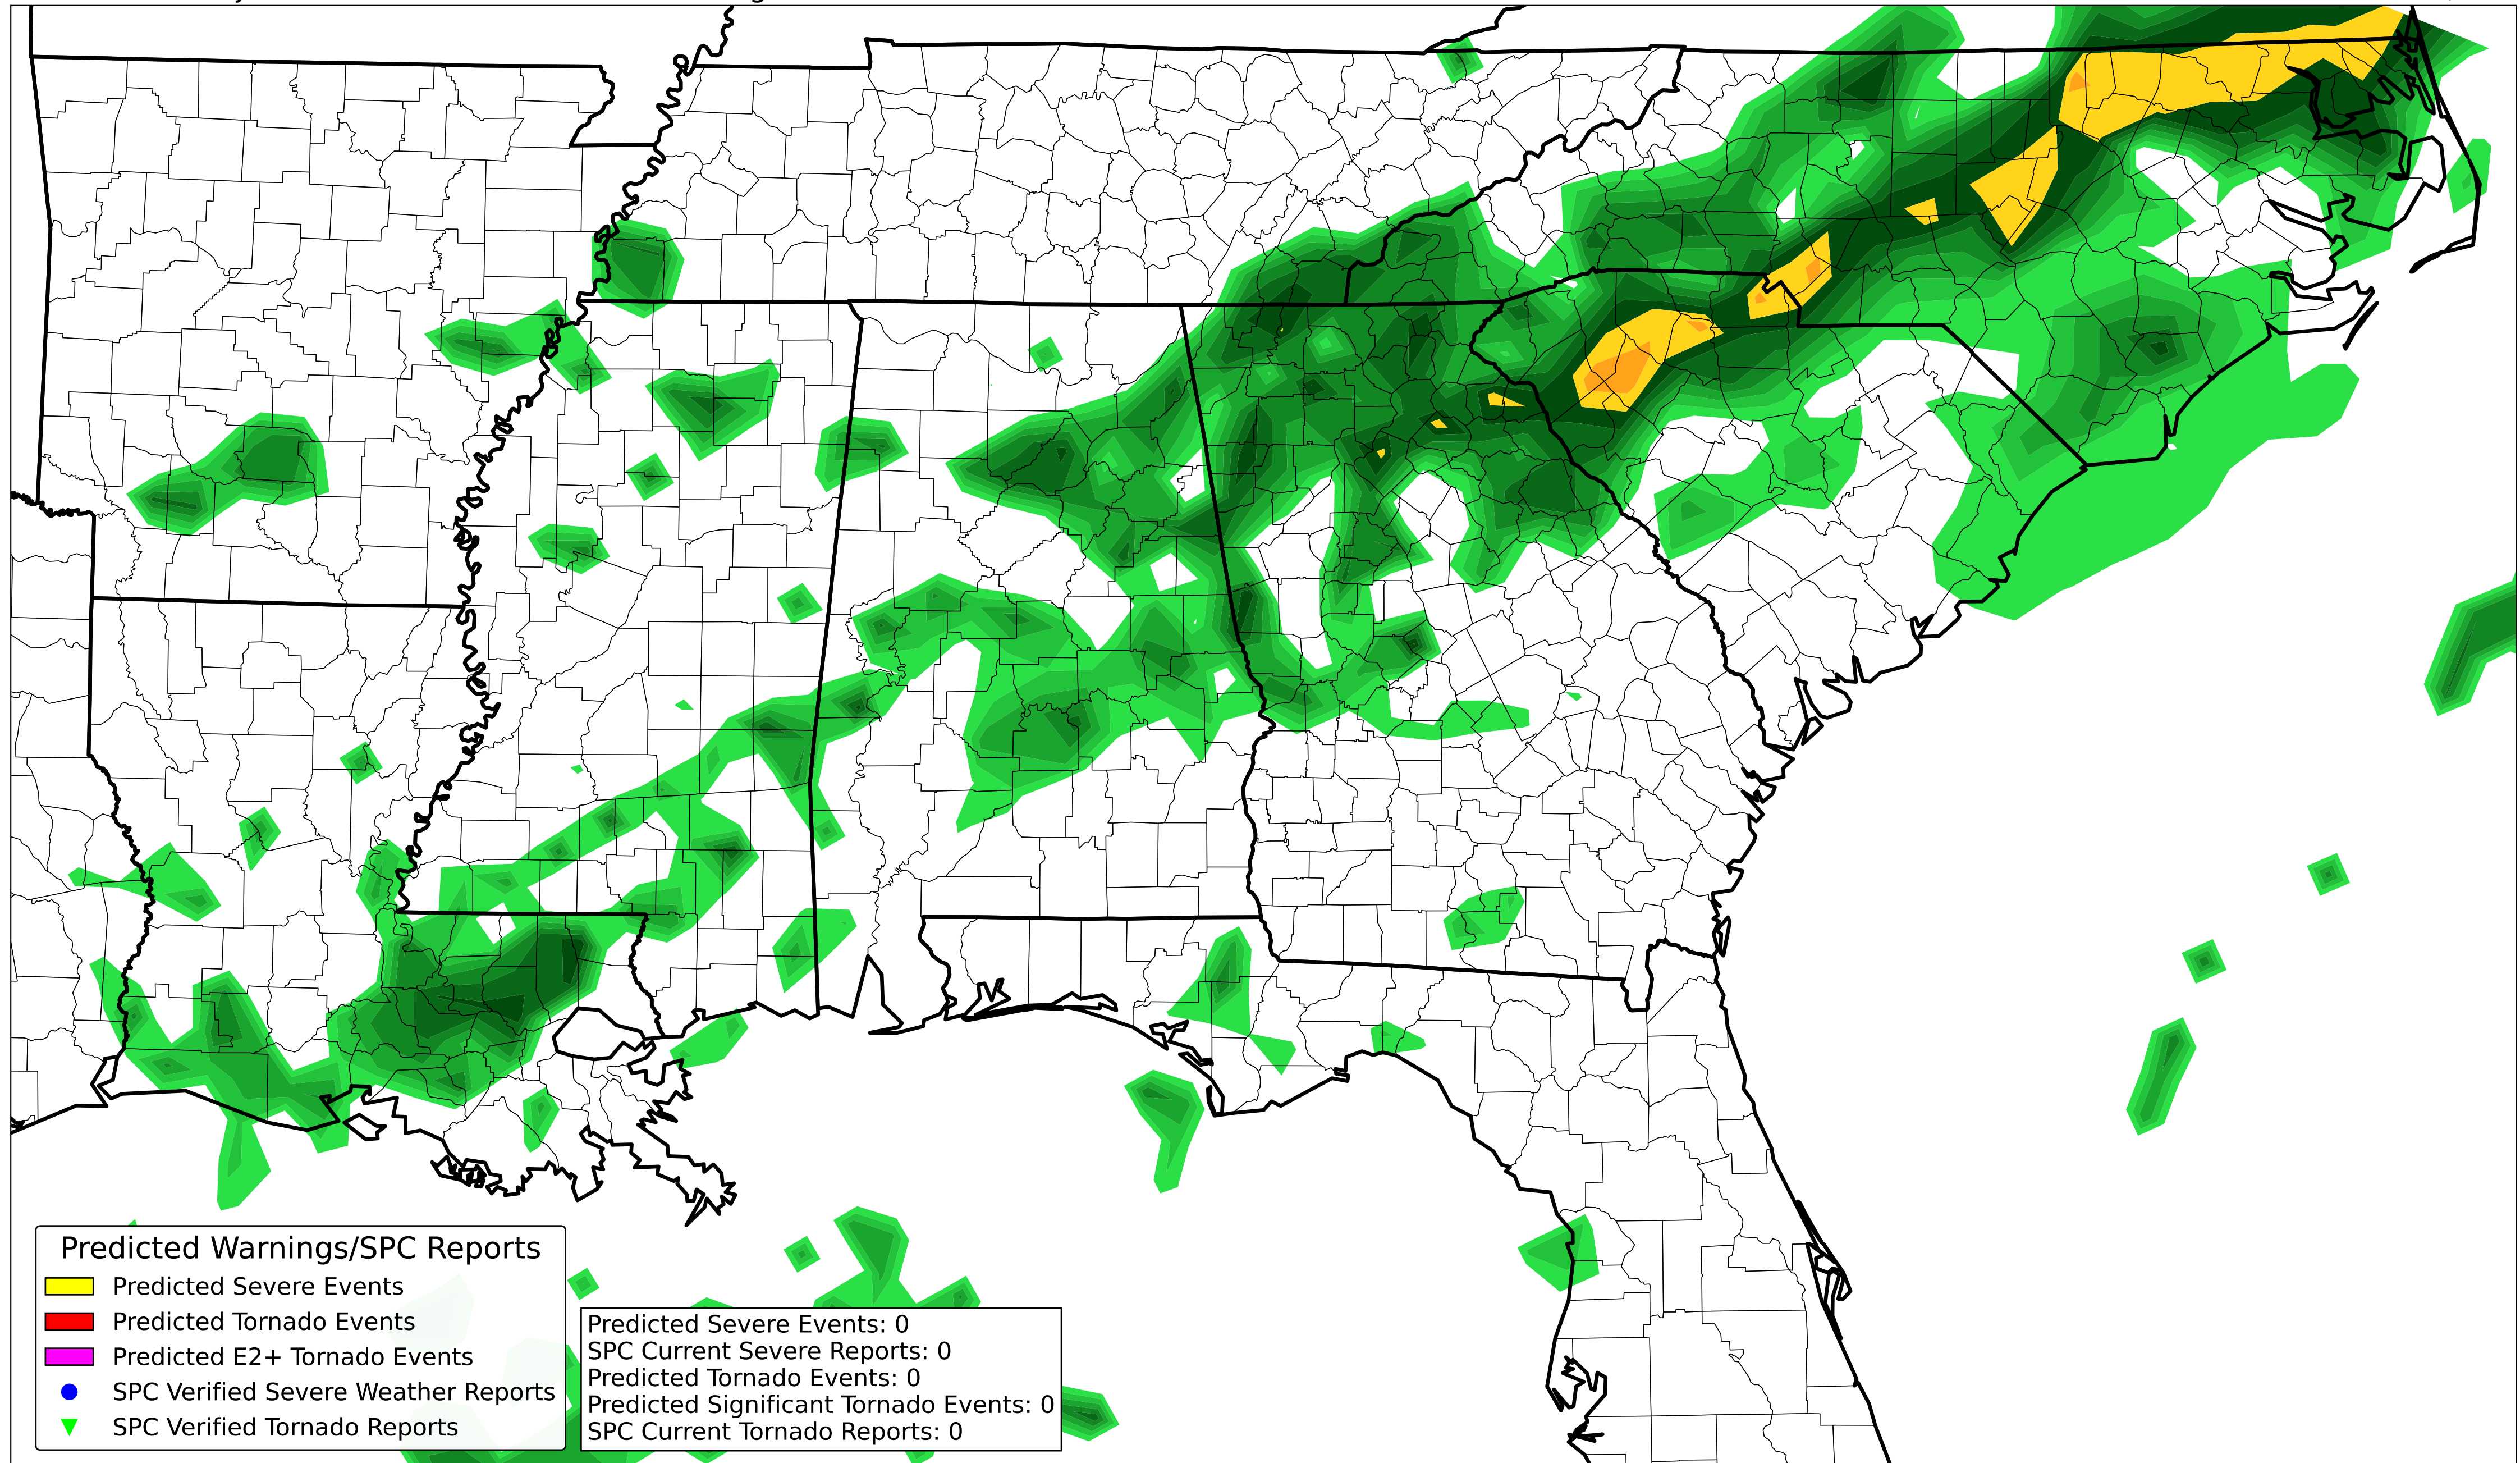 Predicted Warnings/SPC Reports
Predicted Severe Events
Predicted Tornado Events
Predicted E2+ Tornado Events
SPC Verified Severe Weather Reports
SPC Verified Tornado Reports
Predicted Severe Events: 0
SPC Current Severe Reports: 0
Predicted Tornado Events: 0
Predicted Significant Tornado Events: 0
SPC Current Tornado Reports: 0